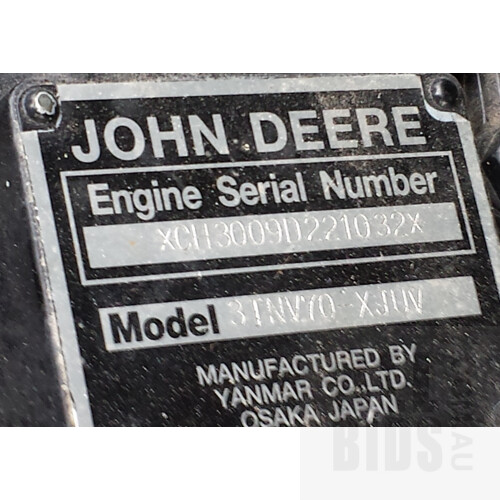 JOHN DEERE
Engine Serial Number
XCH3009D221032X
Model 3TNV70-XJUV
MANUFACTURED BY
YANMAR CO.,LTD.
OSAKA JAPAN
BIDS